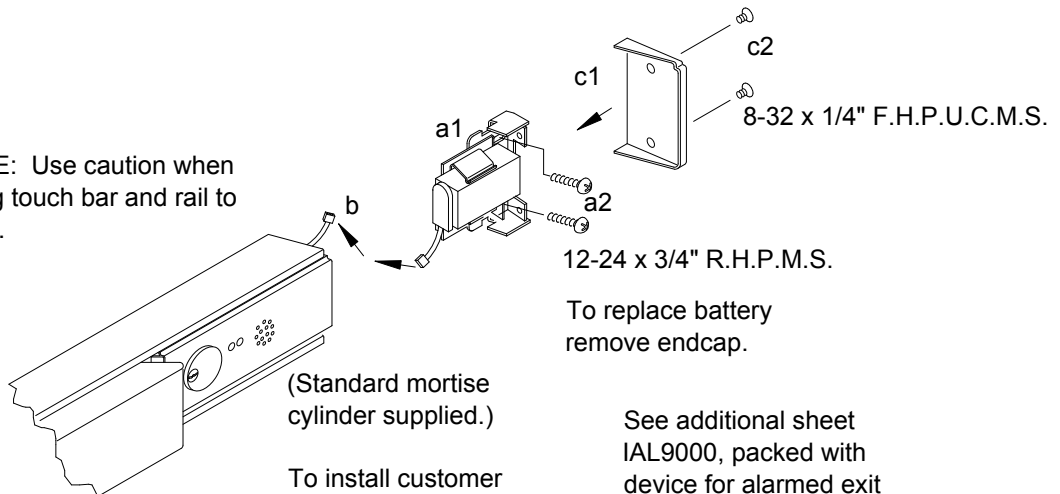 c2
c1
8-32 x 1/4" F.H.P.U.C.M.S.
a1
E: Use caution when
g touch bar and rail to
.
b
a2
12-24 x 3/4" R.H.P.M.S.
To replace battery
remove endcap.
(Standard mortise
cylinder supplied.)
To install customer
See additional sheet
IAL9000, packed with
device for alarmed exit